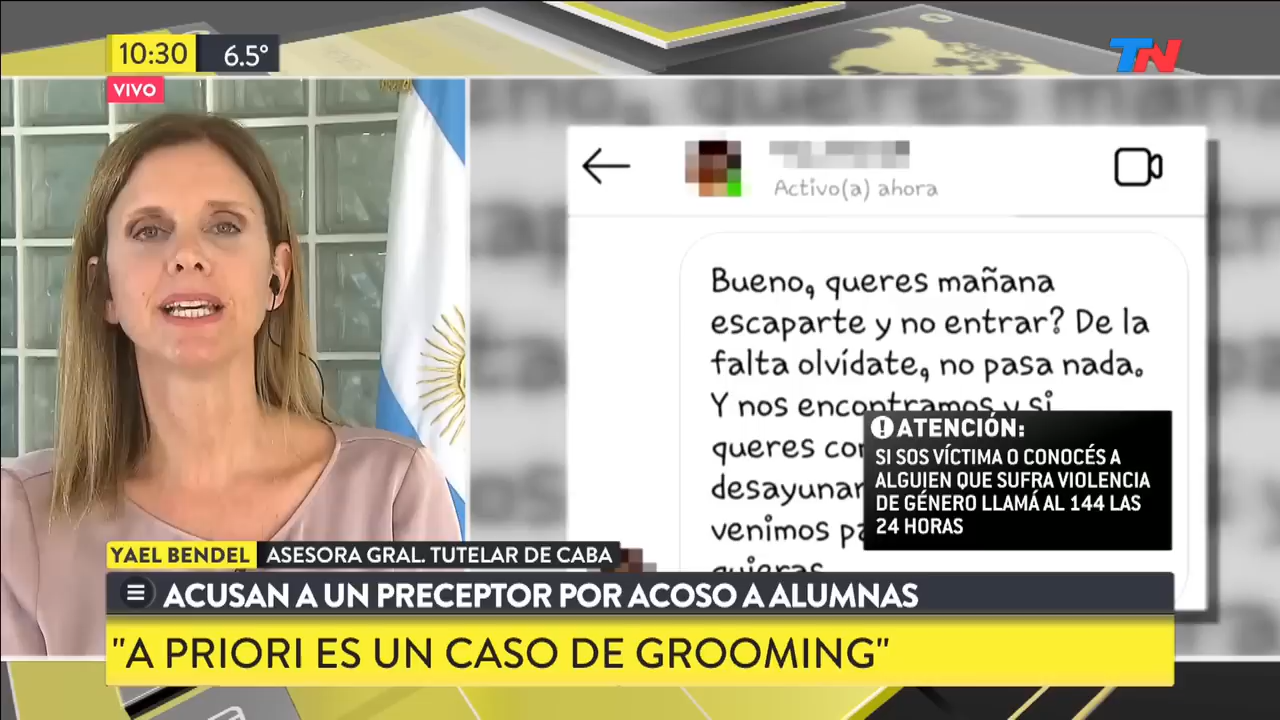 10:30 6.5°
TN
VIVO
Activo(a) ahora
Bueno, queres mañana
escaparte y no entrar? De la
falta olvídate, no pasa nada.
Y nos encontramos y si
queres
desayunar
venimos
quieras
ATENCIÓN:
SI SOS VÍCTIMA O CONOCÉS A
ALGUIEN QUE SUFRA VIOLENCIA
DE GÉNERO LLAMÁ AL 144 LAS
24 HORAS
YAEL BENDEL ASESORA GRAL. TUTELAR DE CABA
ACUSAN A UN PRECEPTOR POR ACOSO A ALUMNAS
"A PRIORI ES UN CASO DE GROOMING"